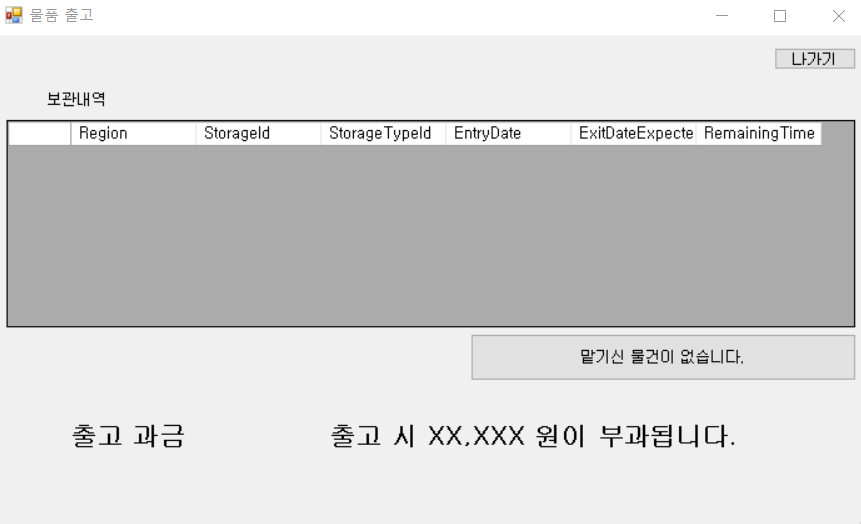 물품 출고
나가기
보관내역
Region StorageId StorageTypeId EntryDate ExitDateExpecte RemainingTime
맡기신 물건이 없습니다.
출고 과금 출고 시 XX,XXX 원이 부과됩니다.